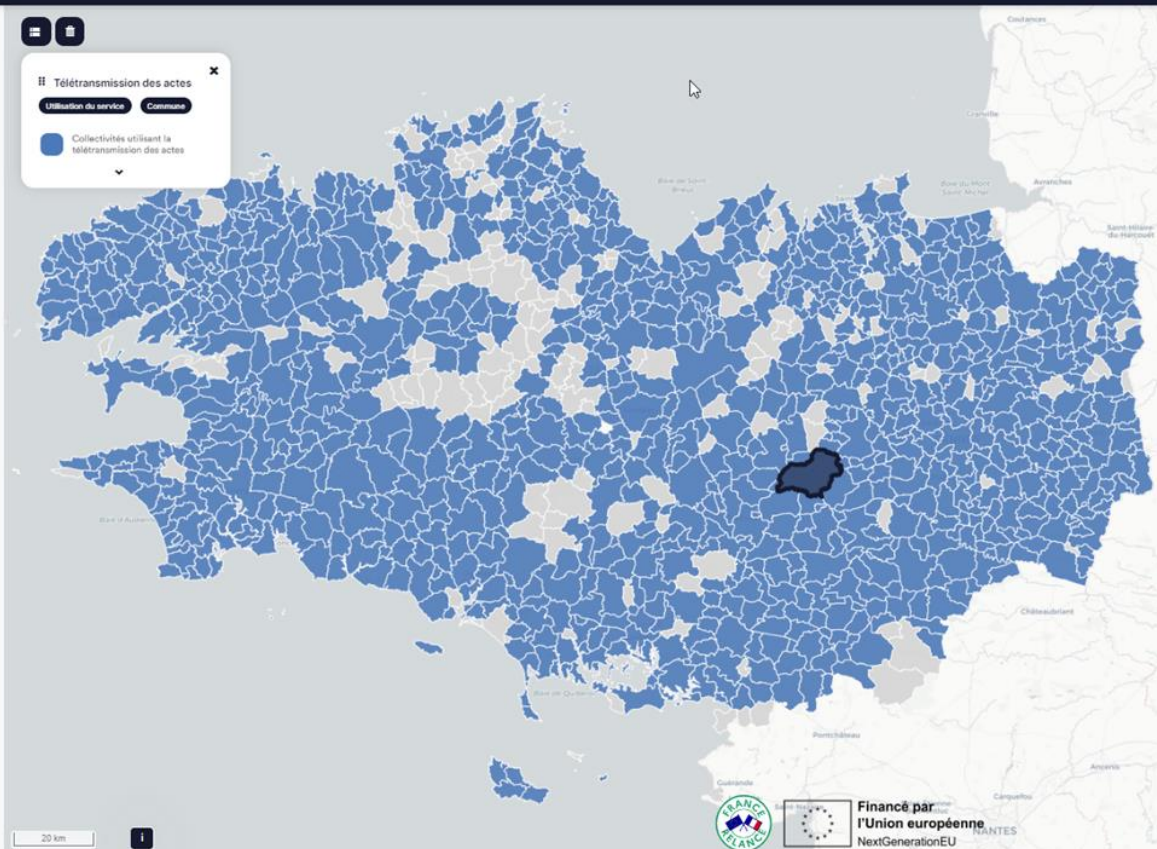 Coutances
Télétransmission des actes
Utilisation du service Commune
Collectivités utilisant la
télétransmission des actes
Granville
Baie de Saint
Brieuc
Baie du Mont
Saint-Michel
Avranches
Saint-Hilaire
du-Harcouët
Baie d'Audierne
Châteaubriant
Baie de Quiberon
Pontchâteau
Guérande
Ancenis
Carquefou
NANTES
20 km
i
FRANCE
RELANCE
Financé par
l'Union européenne
NextGenerationEU